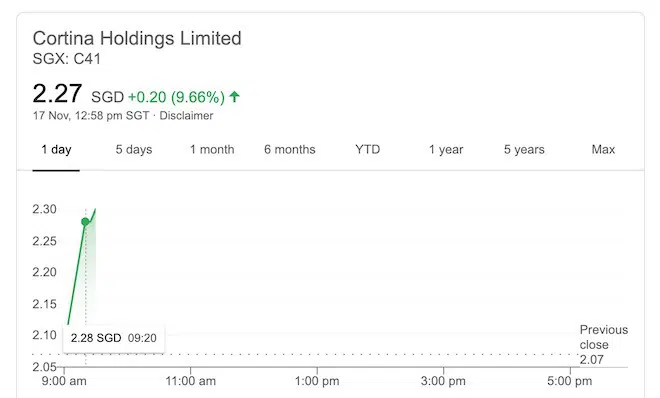 Cortina Holdings Limited
SGX: C41
2.27 SGD +0.20 (9.66%) ↑
17 Nov, 12:58 pm SGT · Disclaimer
1 day 5 days 1 month 6 months YTD 1 year 5 years Max
2.30
2.25
2.20
2.15
2.10
2.05
2.28 SGD 09:20
Previous
close
2.07
9:00 am 11:00 am 1:00 pm 3:00 pm 5:00 pm